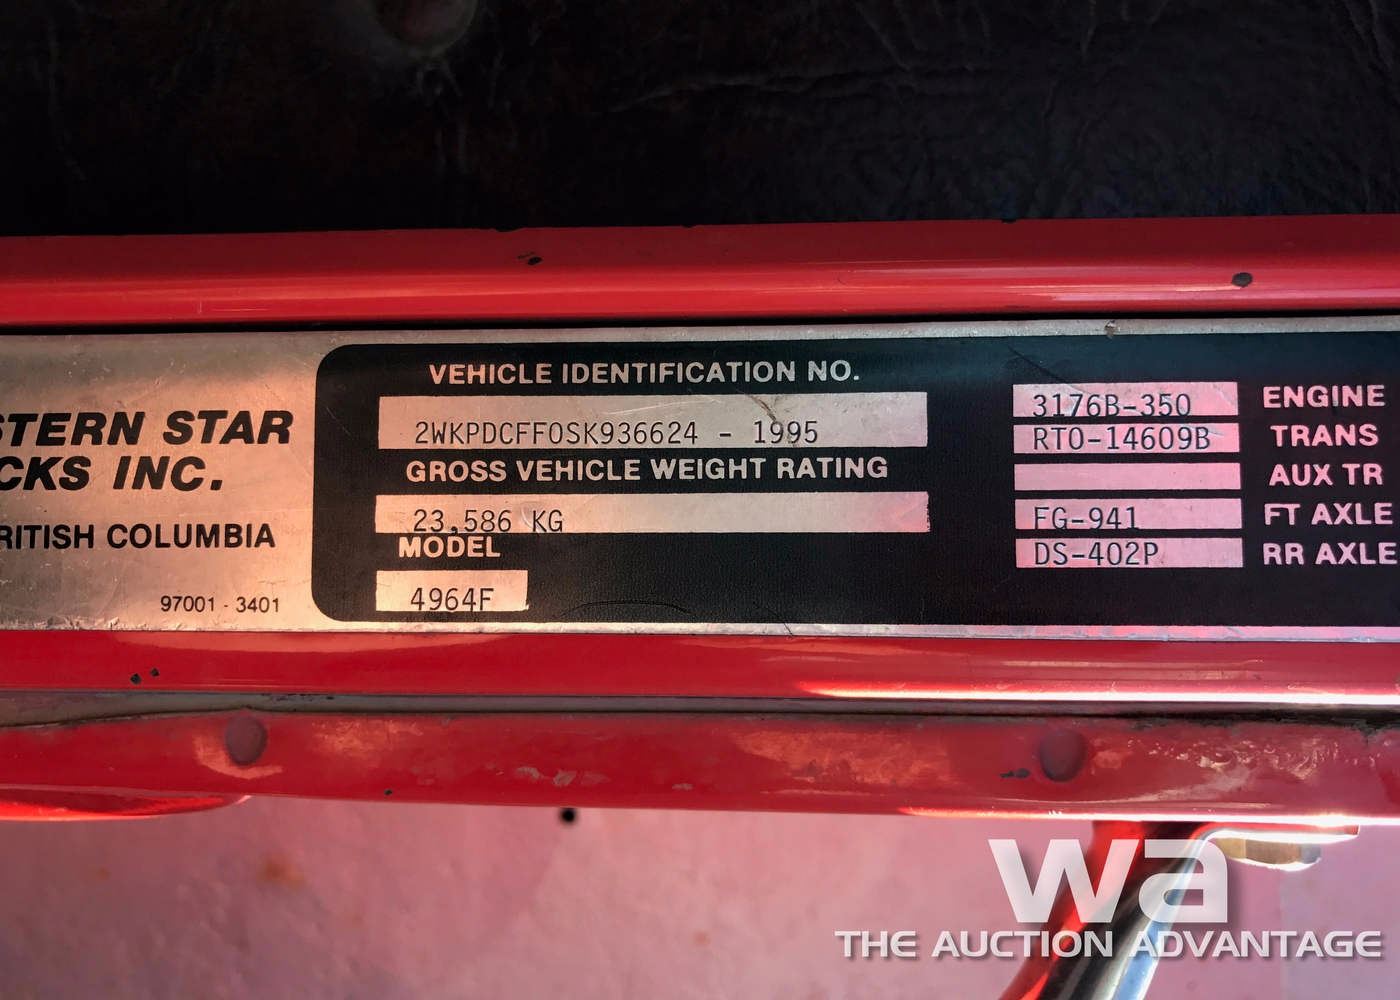 STERN STAR
CKS INC.
RITISH COLUMBIA
97001 - 3401
VEHICLE IDENTIFICATION NO.
2WKPDCFF0SK936624 - 1995
GROSS VEHICLE WEIGHT RATING
23,586 KG
MODEL
4964F
3176B-350 ENGINE
RTO-14609B TRANS
AUX TR
FG-941 FT AXLE
DS-402P RR AXLE
wa
THE AUCTION ADVANTAGE